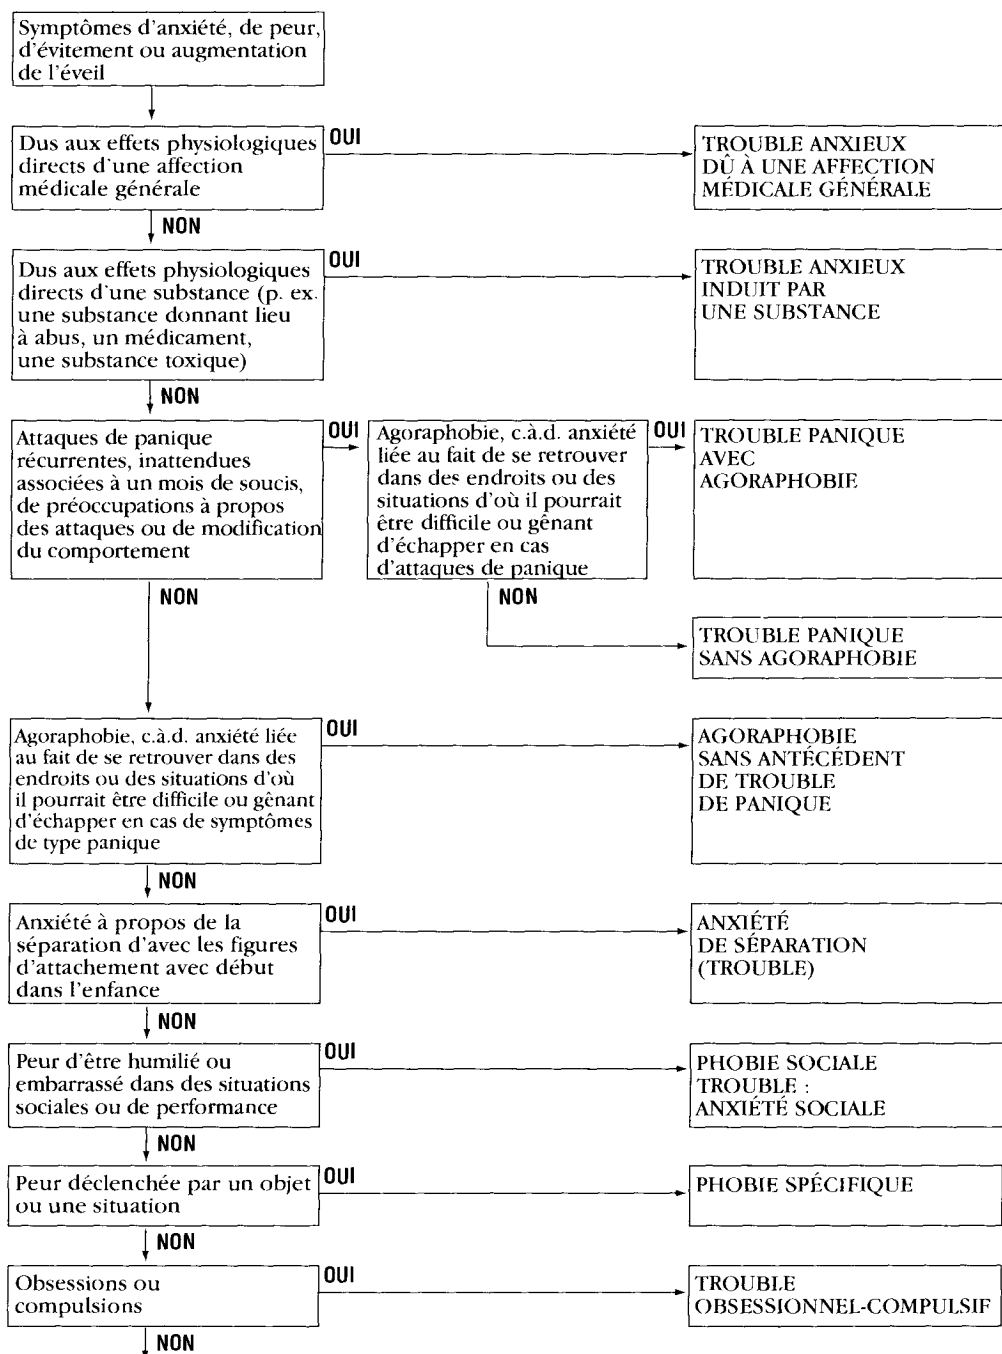 Symptômes d'anxiété, de peur,
d'évitement ou augmentation
de l'éveil
Dus aux effets physiologiques
directs d'une affection
médicale générale
OUI
TROUBLE ANXIEUX
DÛ À UNE AFFECTION
MÉDICALE GÉNÉRALE
NON
Dus aux effets physiologiques
directs d'une substance (p. ex.
une substance donnant lieu
à abus, un médicament,
une substance toxique)
OUI
TROUBLE ANXIEUX
INDUIT PAR
UNE SUBSTANCE
NON
Attaques de panique
récurrentes, inattendues
associées à un mois de soucis,
de préoccupations à propos
des attaques ou de modification
du comportement
OUI
Agoraphobie, c.à.d. anxiété
liée au fait de se retrouver
dans des endroits ou des
situations d'où il pourrait
être difficile ou gênant
d'échapper en cas
d'attaques de panique
OUI
TROUBLE PANIQUE
AVEC
AGORAPHOBIE
NON
NON
TROUBLE PANIQUE
SANS AGORAPHOBIE
Agoraphobie, c.à.d. anxiété liée
au fait de se retrouver dans des
endroits ou des situations d'où
il pourrait être difficile ou gênant
d'échapper en cas de symptômes
de type panique
OUI
AGORAPHOBIE
SANS ANTÉCÉDENT
DE TROUBLE
DE PANIQUE
NON
Anxiété à propos de la
séparation d'avec les figures
d'attachement avec début
dans l'enfance
OUI
ANXIÉTÉ
DE SÉPARATION
(TROUBLE)
NON
Peur d'être humilié ou
embarrassé dans des situations
sociales ou de performance
OUI
PHOBIE SOCIALE
TROUBLE :
ANXIÉTÉ SOCIALE
NON
Peur déclenchée par un objet
ou une situation
OUI
PHOBIE SPÉCIFIQUE
NON
Obsessions ou
compulsions
OUI
TROUBLE
OBSESSIONNEL-COMPULSIF
NON